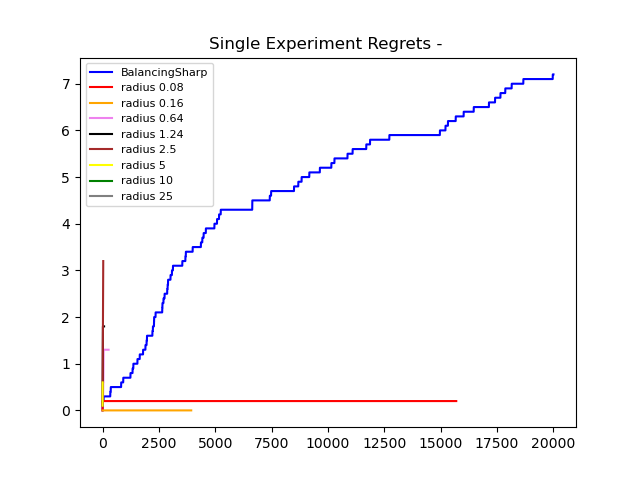 Single Experiment Regrets -
BalancingSharp
radius 0.08
radius 0.16
radius 0.64
radius 1.24
radius 2.5
radius 5
radius 10
radius 25
7
6
5
4
3
2
1
0
0 2500 5000 7500 10000 12500 15000 17500 20000